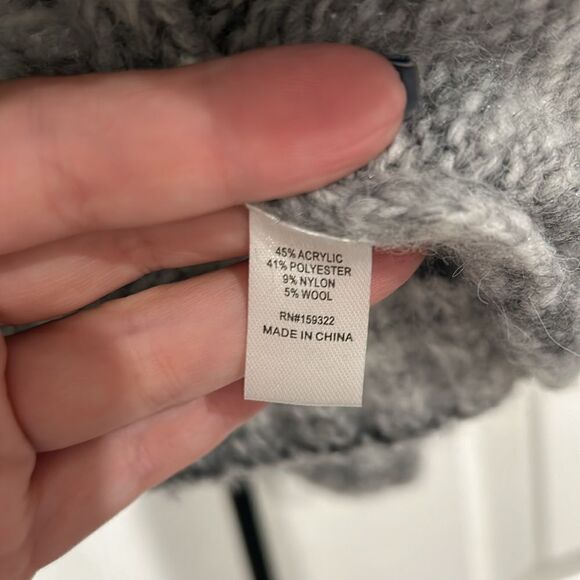 45% ACRYLIC
41% POLYESTER
9% NYLON
5% WOOL
RN#159322
MADE IN CHINA